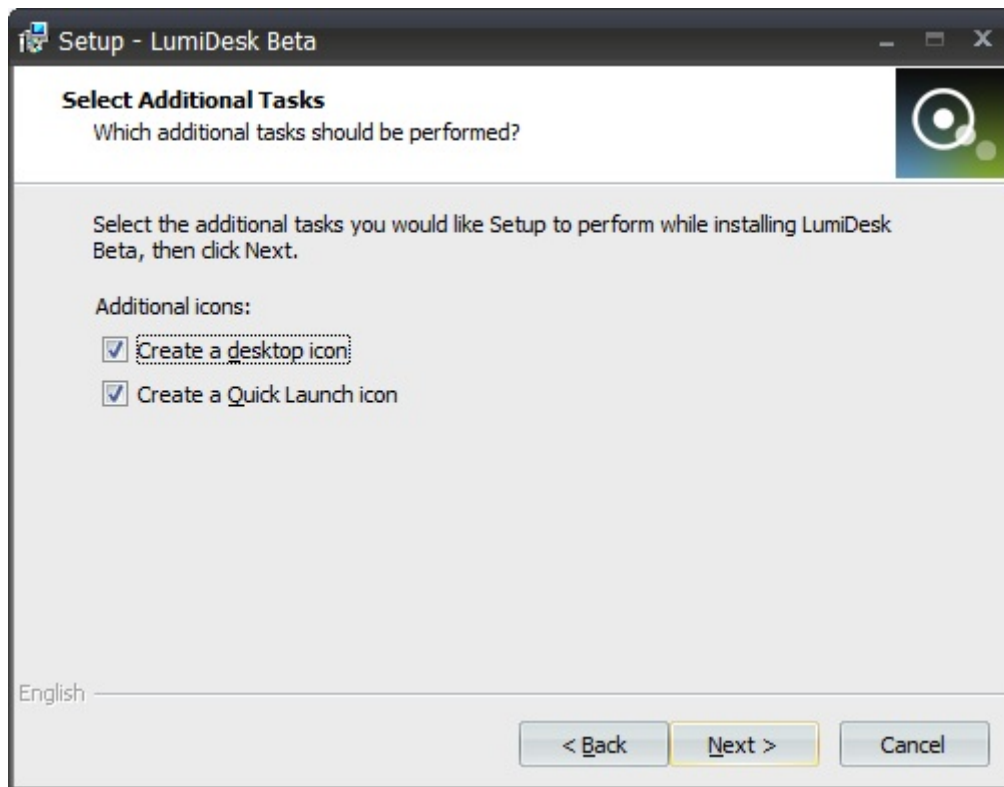 Setup - LumiDesk Beta
Select Additional Tasks
Which additional tasks should be performed?
Select the additional tasks you would like Setup to perform while installing LumiDesk
Beta, then click Next.
Additional icons:
Create a desktop icon
Create a Quick Launch icon
English
< Back Next > Cancel